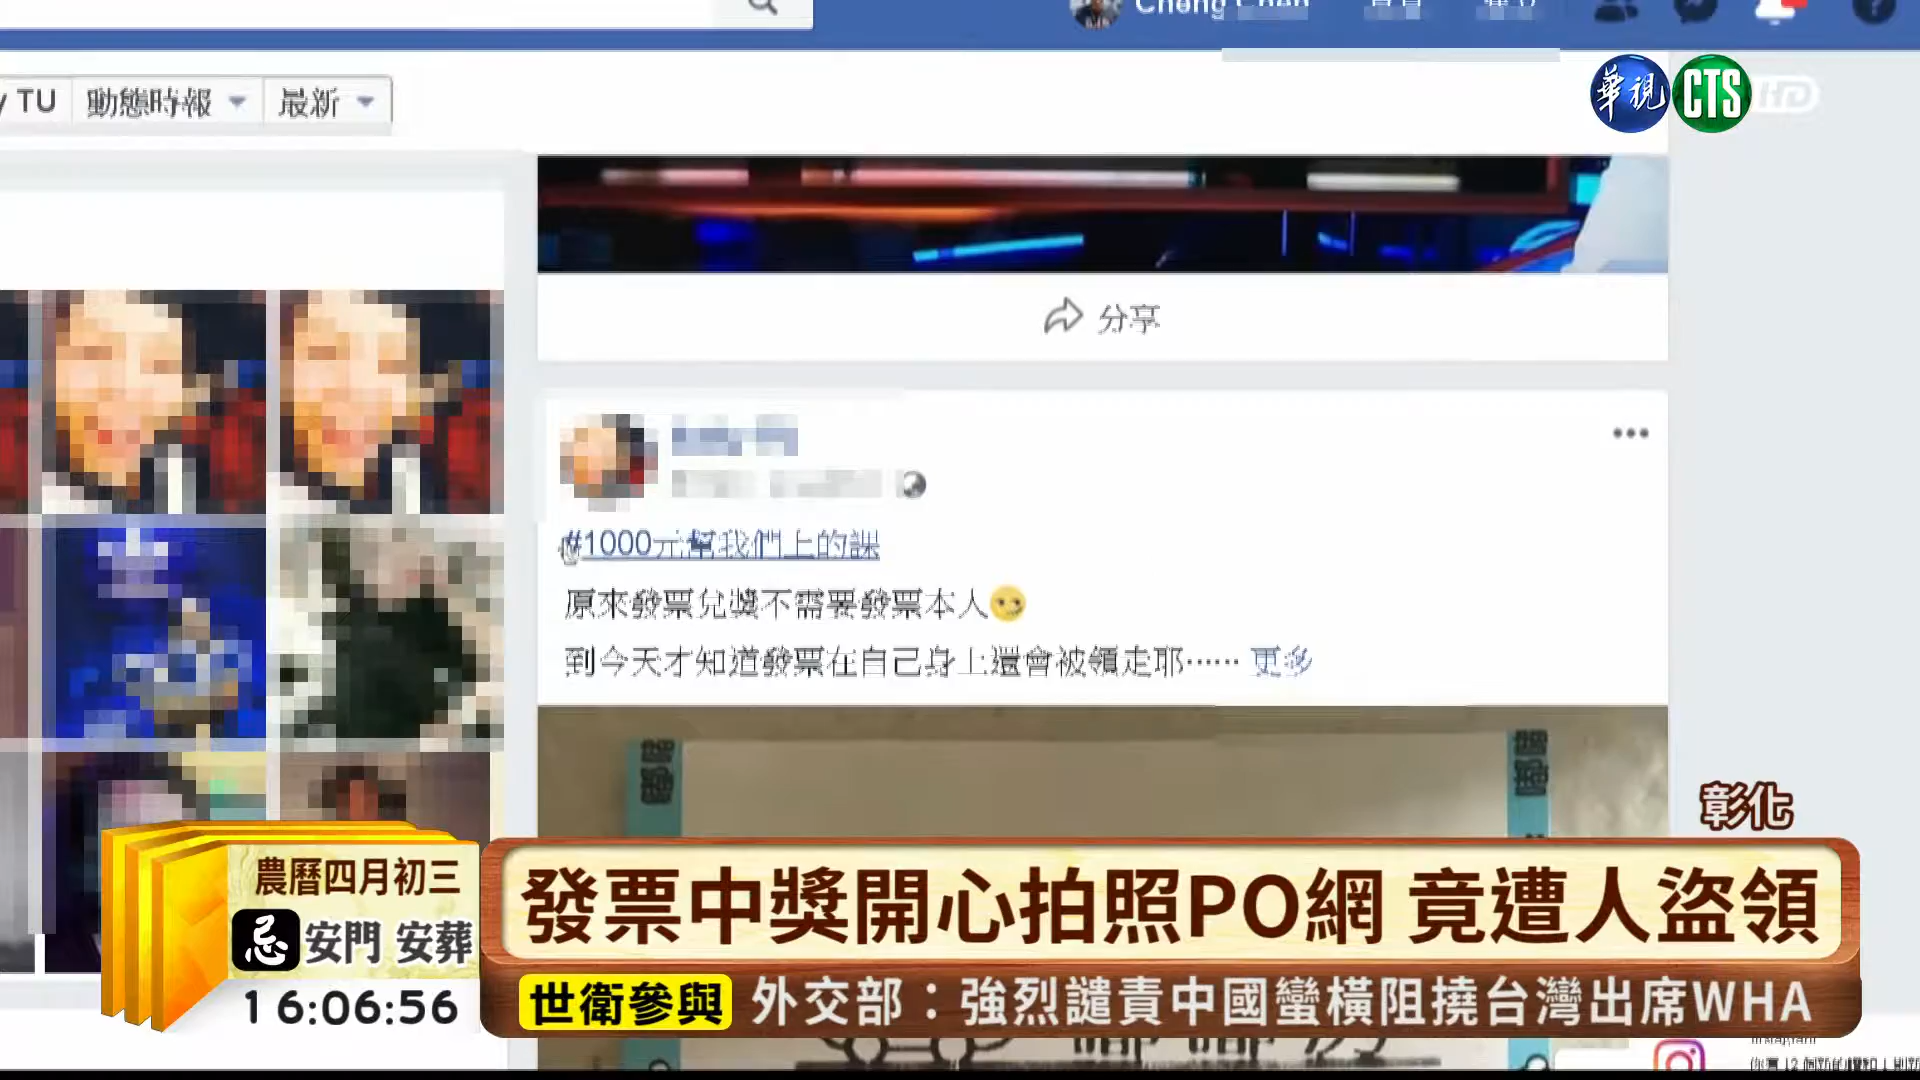 Cheng Chen
華視 CTS HD
TU 動態時報 最新
分享
#1000元幫我們上的課
原來發票兌獎不需要發票本人
到今天才知道發票在自己身上還會被領走耶…… 更多
彰化
農曆四月初三
忌 安門 安葬
16:06:56
發票中獎開心拍照PO網 竟遭人盜領
世衛參與 外交部：強烈譴責中國蠻橫阻撓台灣出席WHA